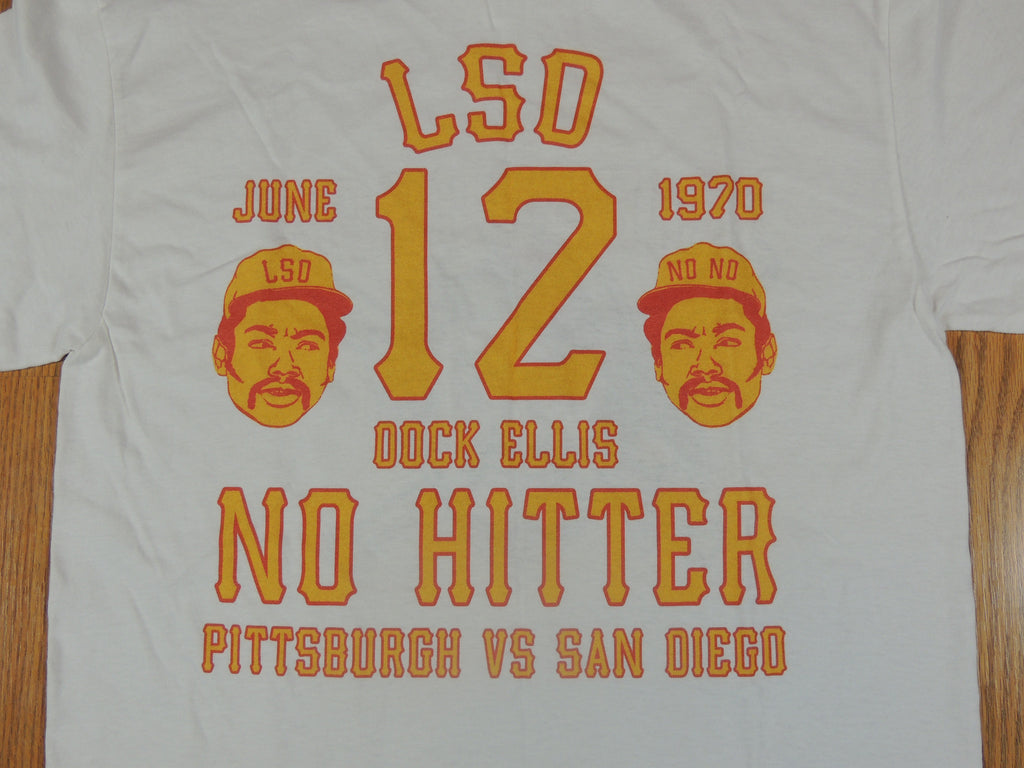 LSD
JUNE 12 1970
LSD NO NO
DOCK ELLIS
NO HITTER
PITTSBURGH VS SAN DIEGO